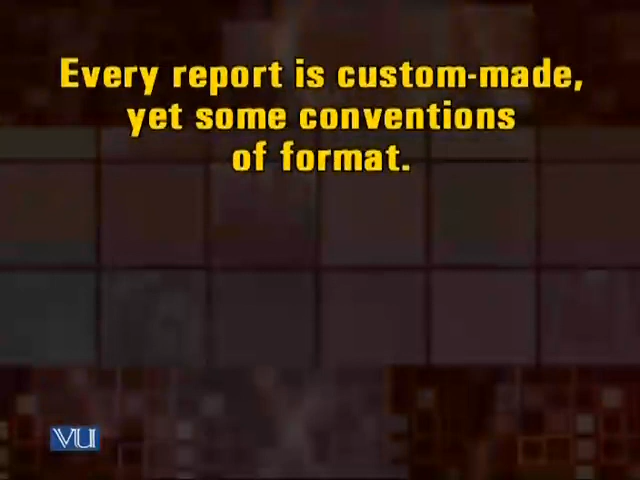 Every report is custom-made,
yet some conventions
of format.
VU